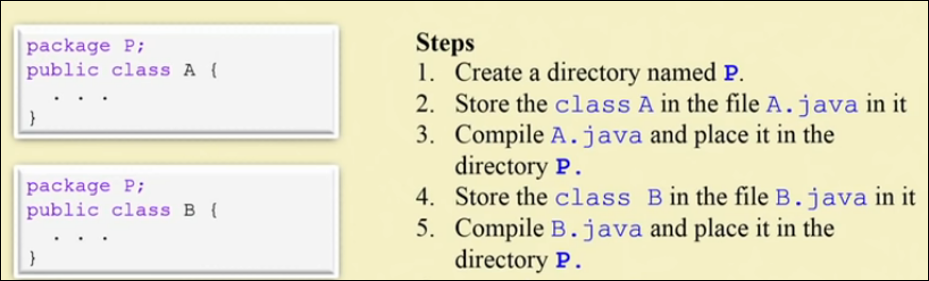 package P;
public class A {
. . .
}
package P;
public class B {
. . .
}
Steps
1. Create a directory named P.
2. Store the class A in the file A.java in it
3. Compile A.java and place it in the
directory P.
4. Store the class B in the file B.java in it
5. Compile B.java and place it in the
directory P.